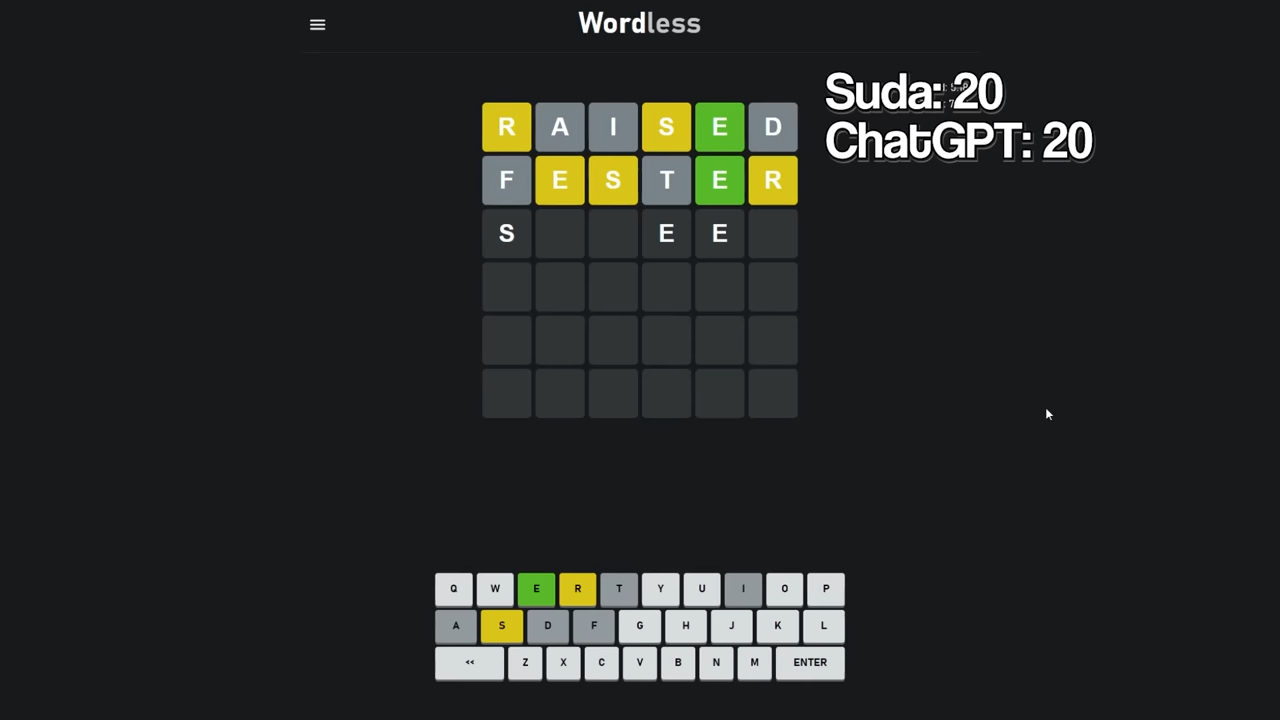 Wordless
Suda: 20
ChatGPT: 20
R A I S E D
F E S T E R
S E E
Q W E R T Y U I O P
A S D F G H J K L
<< Z X C V B N M ENTER